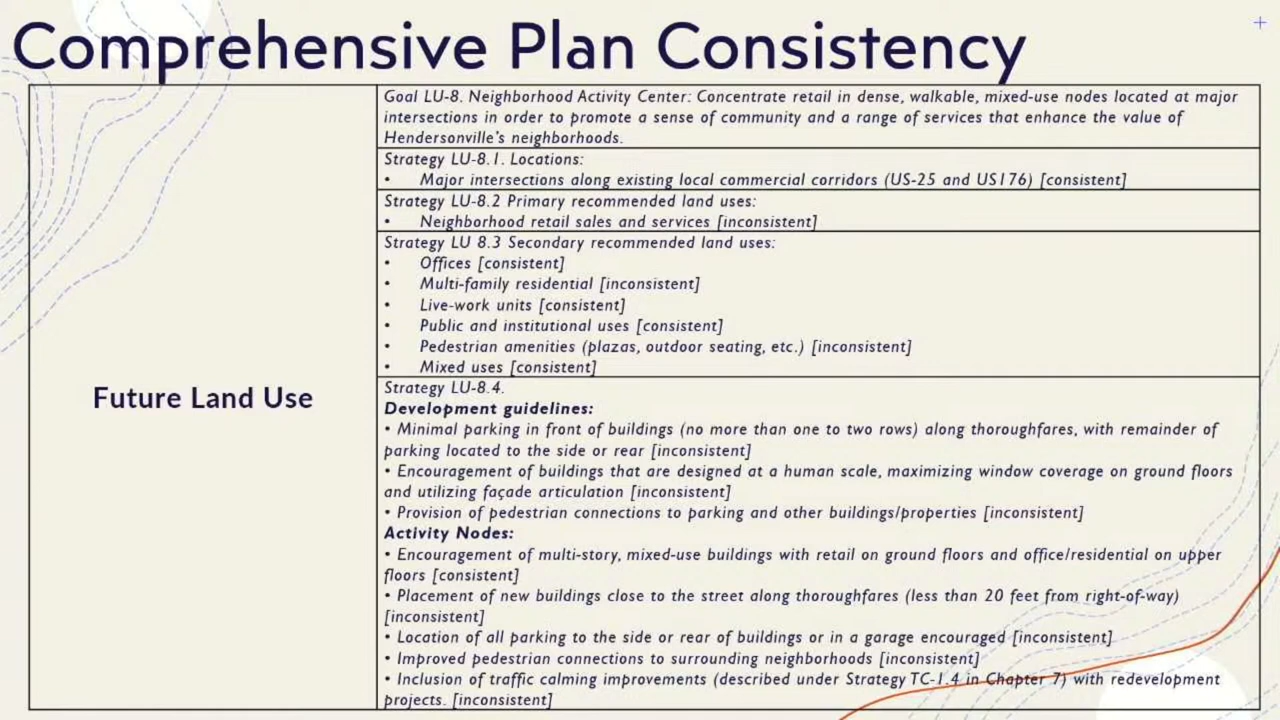 Comprehensive Plan Consistency
Future Land Use
Goal LU-8. Neighborhood Activity Center: Concentrate retail in dense, walkable, mixed-use nodes located at major
intersections in order to promote a sense of community and a range of services that enhance the value of
Hendersonville's neighborhoods.
Strategy LU-8.1. Locations:
• Major intersections along existing local commercial corridors (US-25 and US176) [consistent]
Strategy LU-8.2 Primary recommended land uses:
• Neighborhood retail sales and services [inconsistent]
Strategy LU 8.3 Secondary recommended land uses:
• Offices [consistent]
• Multi-family residential [inconsistent]
• Live-work units [consistent]
• Public and institutional uses [consistent]
• Pedestrian amenities (plazas, outdoor seating, etc.) [inconsistent]
• Mixed uses [consistent]
Strategy LU-8.4.
Development guidelines:
• Minimal parking in front of buildings (no more than one to two rows) along thoroughfares, with remainder of
parking located to the side or rear [inconsistent]
• Encouragement of buildings that are designed at a human scale, maximizing window coverage on ground floors
and utilizing façade articulation [inconsistent]
• Provision of pedestrian connections to parking and other buildings/properties [inconsistent]
Activity Nodes:
• Encouragement of multi-story, mixed-use buildings with retail on ground floors and office/residential on upper
floors [consistent]
• Placement of new buildings close to the street along thoroughfares (less than 20 feet from right-of-way)
[inconsistent]
• Location of all parking to the side or rear of buildings or in a garage encouraged [inconsistent]
• Improved pedestrian connections to surrounding neighborhoods [inconsistent]
• Inclusion of traffic calming improvements (described under Strategy TC-1.4 in Chapter 7) with redevelopment
projects. [inconsistent]